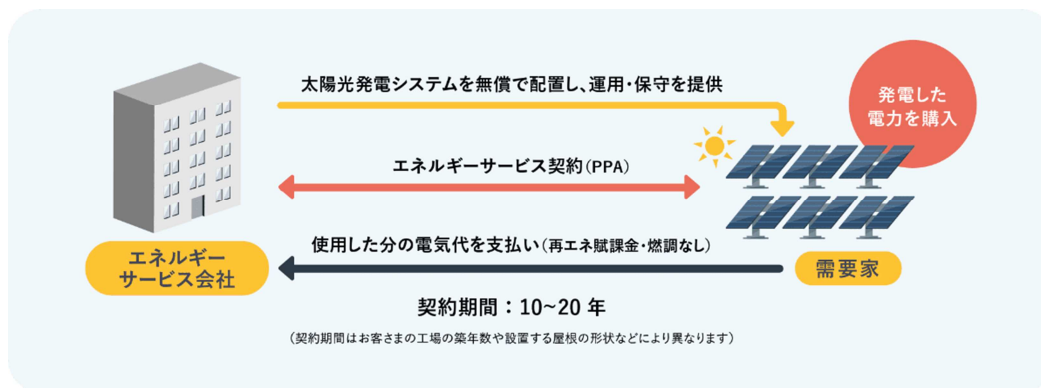 太陽光発電システムを無償で配置し、運用・保守を提供
発電した
電力を購入
エネルギーサービス契約(PPA)
使用した分の電気代を支払い(再エネ賦課金・燃調なし)
エネルギー
サービス会社
需要家
契約期間：10~20 年
(契約期間はお客さまの工場の築年数や設置する屋根の形状などにより異なります)